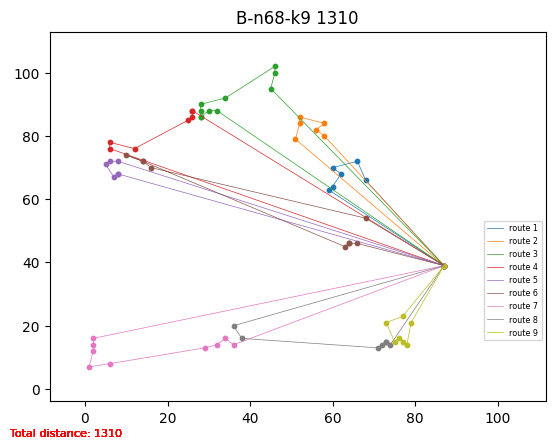 B-n68-k9 1310
100
80
60
40
20
0
route 1
route 2
route 3
route 4
route 5
route 6
route 7
route 8
route 9
0 20 40 60 80 100
Total distance: 1310